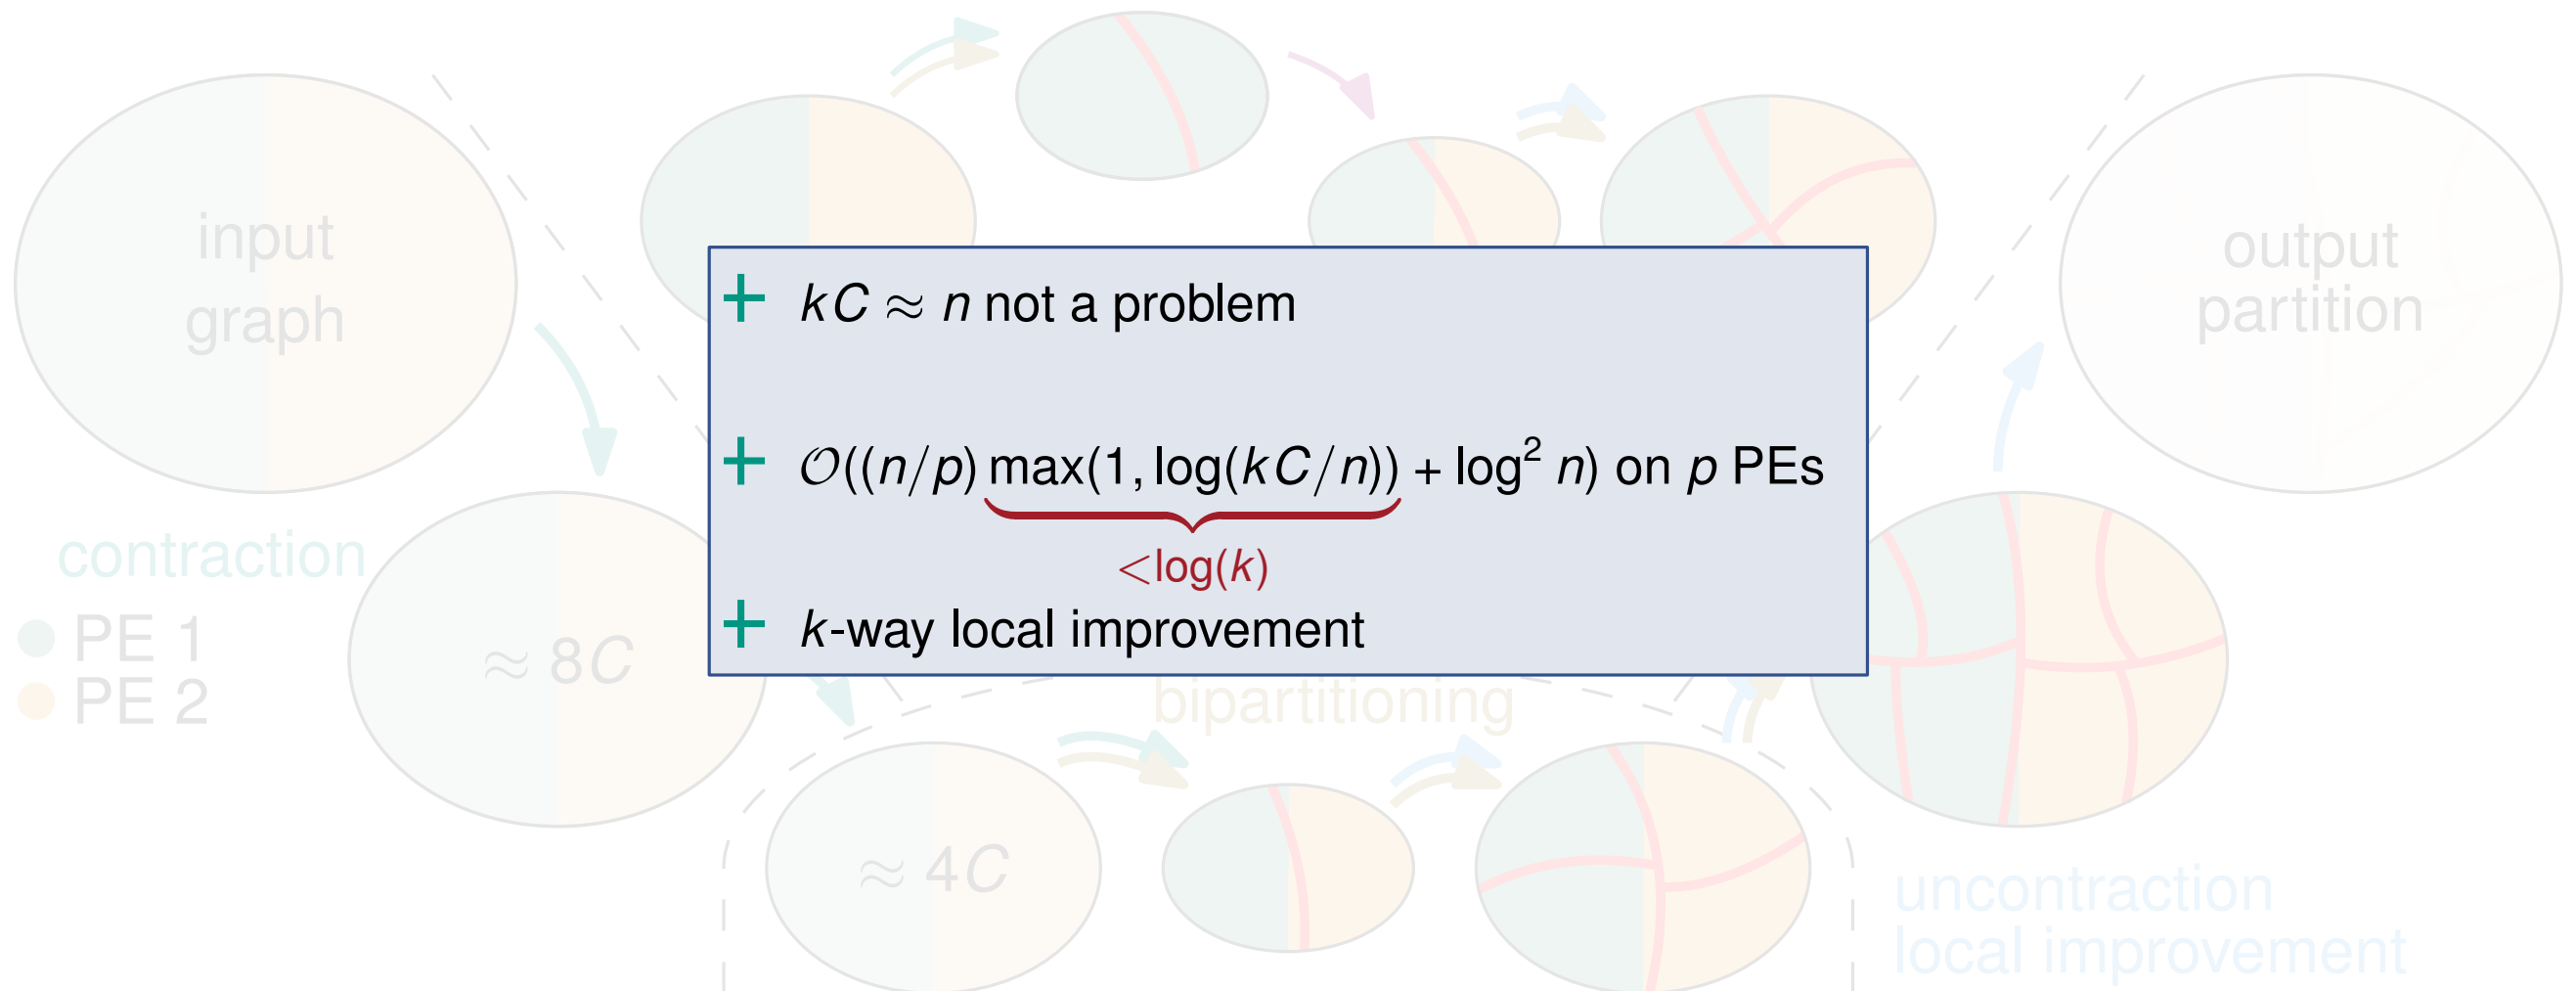 input
graph
output
partition
+ kC ≈ n not a problem
+ 𝒪((n/p) max(1, log(kC/n)) + log² n) on p PEs
<log(k)
+ k-way local improvement
contraction
PE 1
PE 2
≈ 8C
bipartitioning
≈ 4C
uncontraction
local improvement